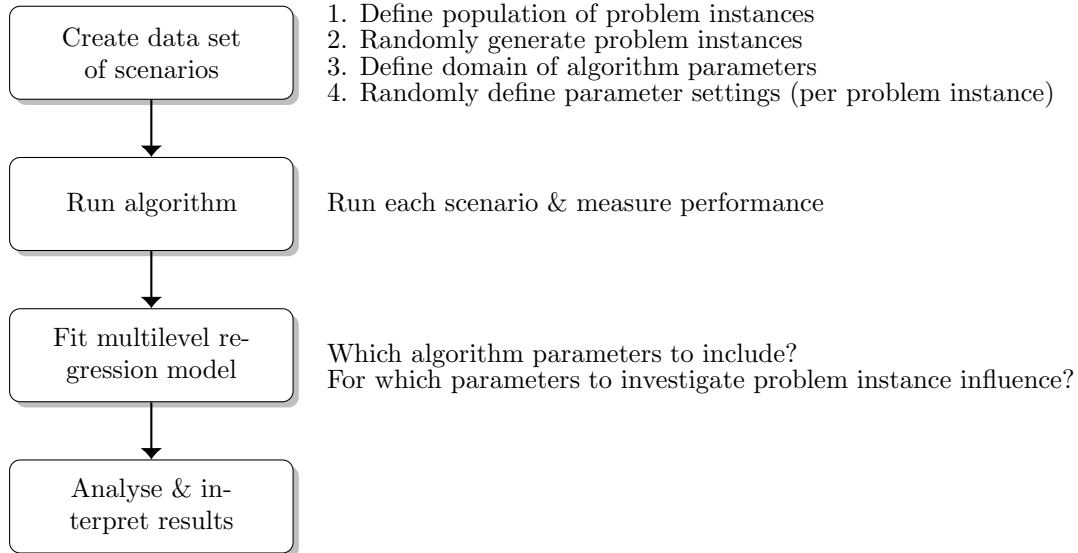 Create data set
of scenarios
1. Define population of problem instances
2. Randomly generate problem instances
3. Define domain of algorithm parameters
4. Randomly define parameter settings (per problem instance)
Run algorithm
Run each scenario & measure performance
Fit multilevel re-
gression model
Which algorithm parameters to include?
For which parameters to investigate problem instance influence?
Analyse & in-
terpret results